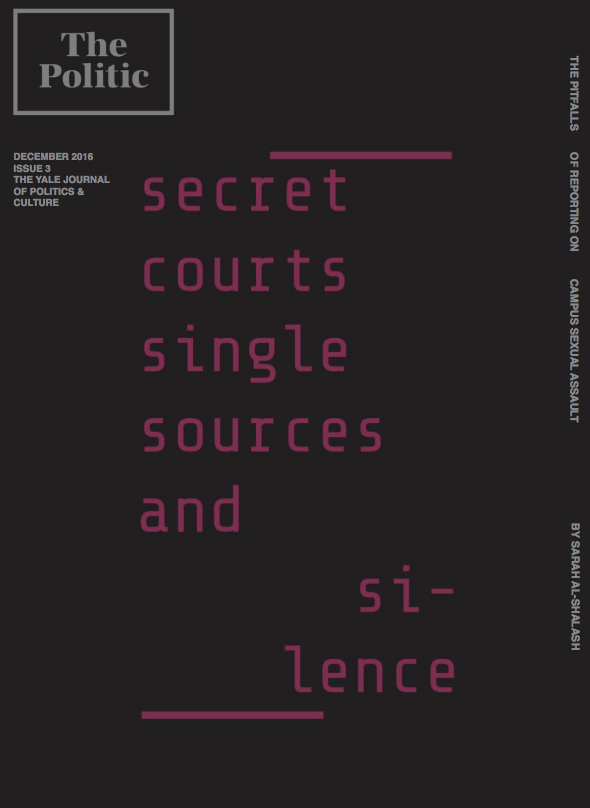 The
Politic
DECEMBER 2016
ISSUE 3
THE YALE JOURNAL
OF POLITICS &
CULTURE
secret
courts
single
sources
and
si-
lence
THE PITFALLS OF REPORTING ON CAMPUS SEXUAL ASSAULT BY SARAH AL-SHALASH